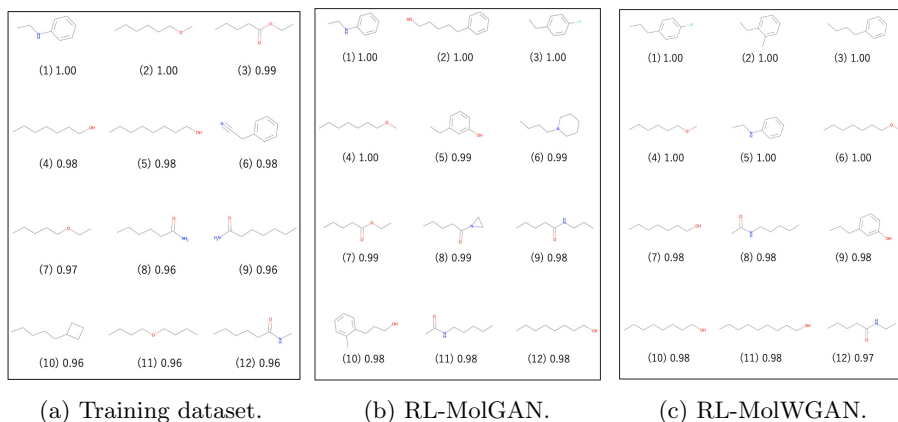 (1) 1.00 (2) 1.00 (3) 0.99
(4) 0.98 (5) 0.98 (6) 0.98
(7) 0.97 (8) 0.96 (9) 0.96
(10) 0.96 (11) 0.96 (12) 0.96
(a) Training dataset.
(1) 1.00 (2) 1.00 (3) 1.00
(4) 1.00 (5) 0.99 (6) 0.99
(7) 0.99 (8) 0.99 (9) 0.98
(10) 0.98 (11) 0.98 (12) 0.98
(b) RL-MolGAN.
(1) 1.00 (2) 1.00 (3) 1.00
(4) 1.00 (5) 1.00 (6) 1.00
(7) 0.98 (8) 0.98 (9) 0.98
(10) 0.98 (11) 0.98 (12) 0.97
(c) RL-MolWGAN.